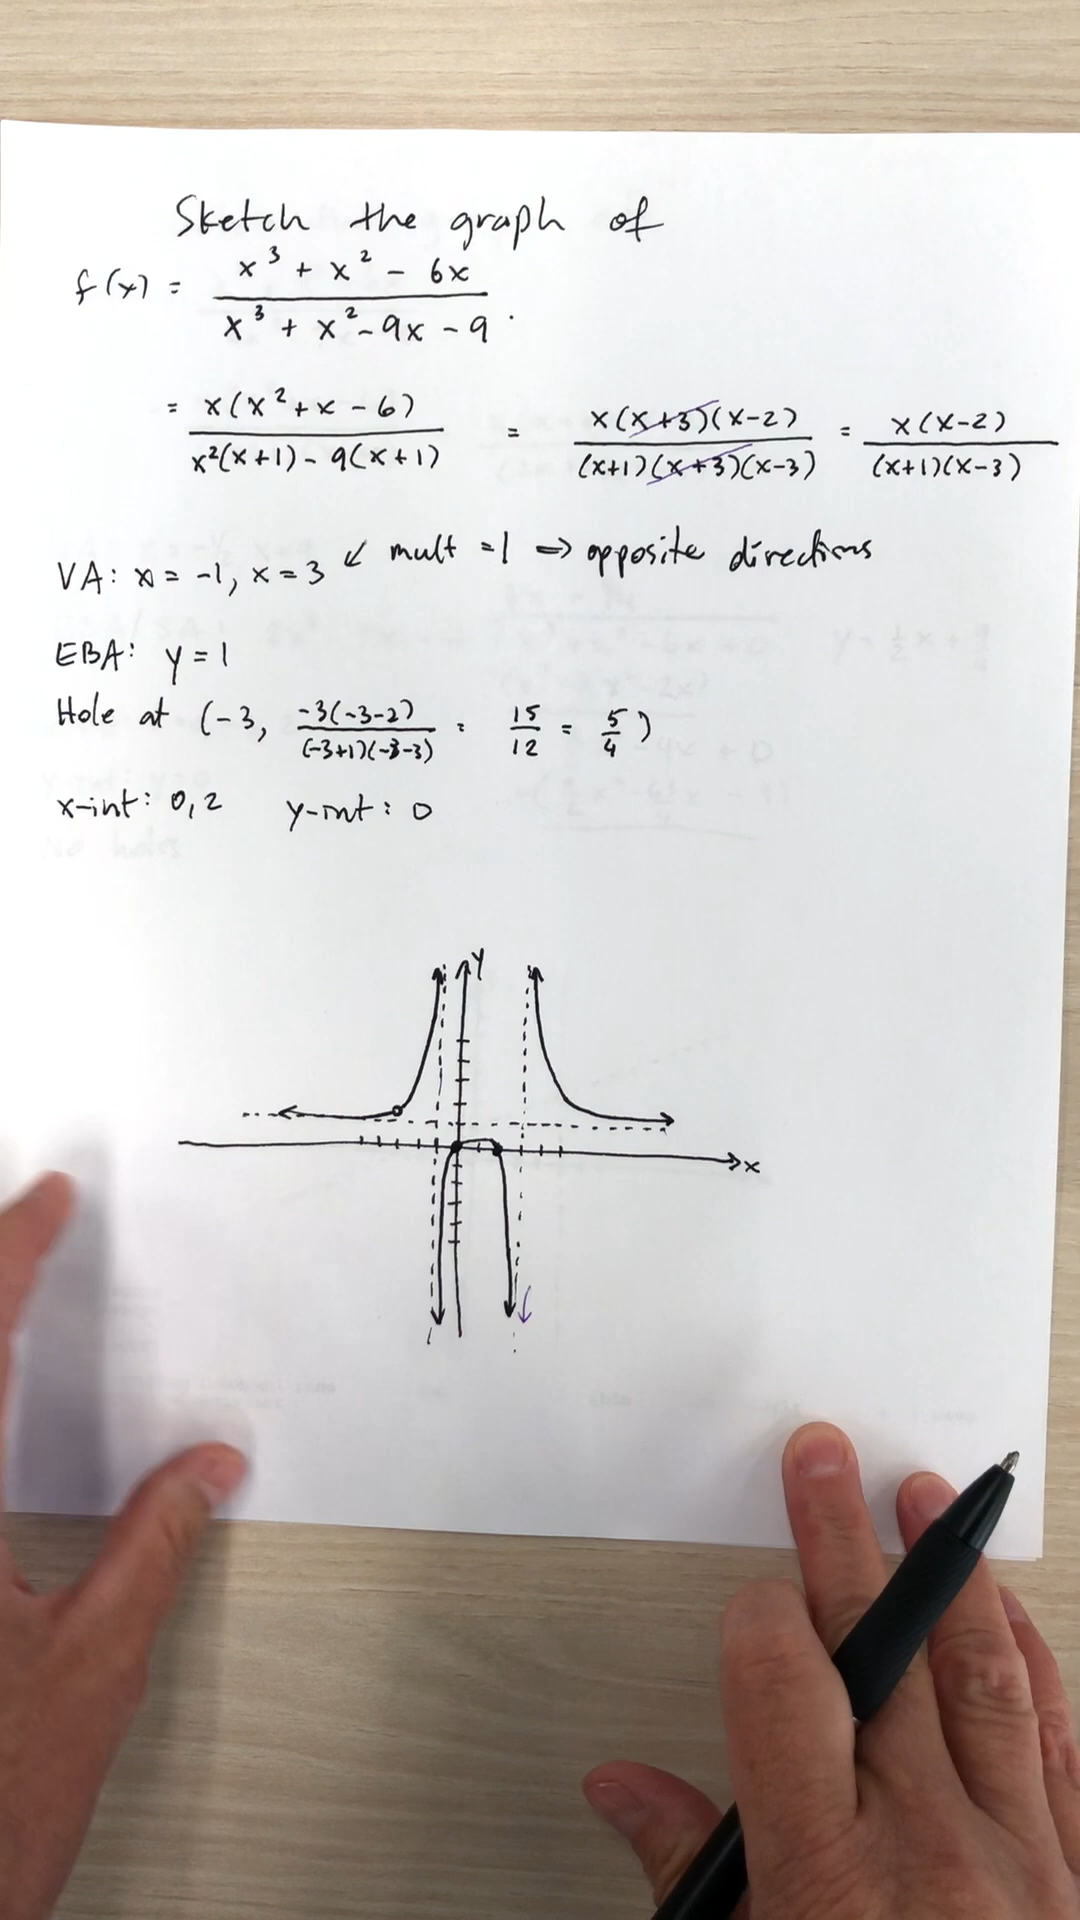 Sketch the graph of
f(x) = x³ + x² - 6x / x³ + x² - 9x - 9 .
= x(x² + x - 6) / x²(x+1) - 9(x+1) = x(x+3)(x-2) / (x+1)(x+3)(x-3) = x(x-2) / (x+1)(x-3)
VA: x = -1, x = 3 ↙ mult = 1 ⇒ opposite directions
EBA: y = 1
Hole at (-3, -3(-3-2) / (-3+1)(-3-3) = 15/12 = 5/4 )
x-int: 0, 2 y-int: 0
y
x